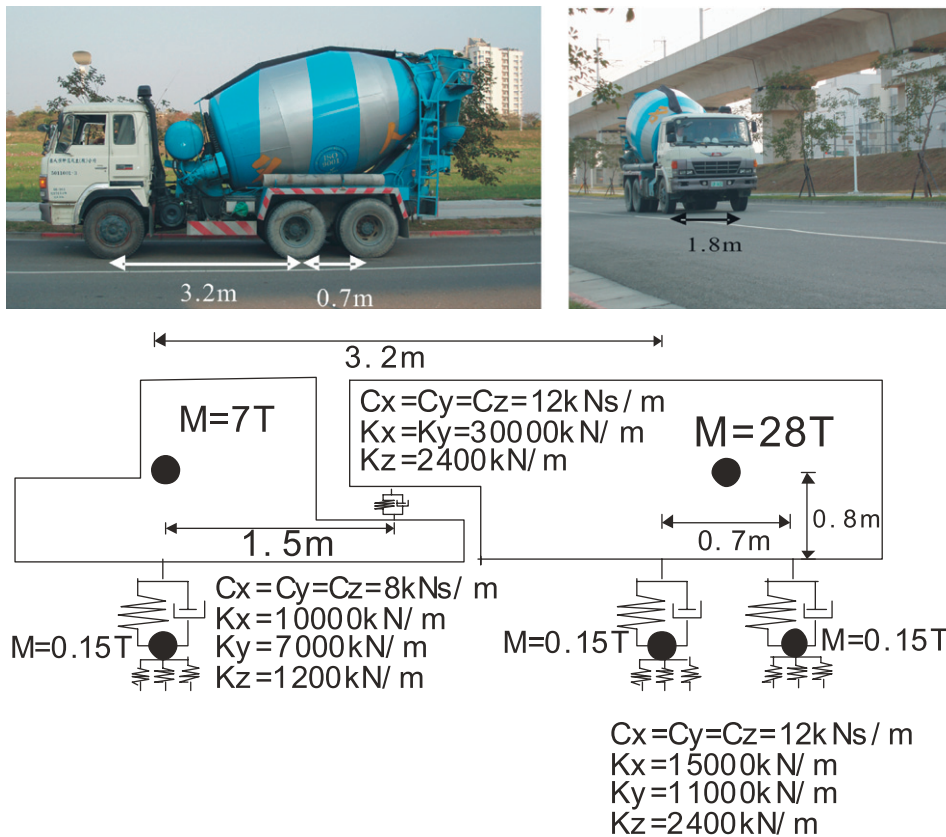 3.2m
0.7m
1.8m
3.2m
M=7T
Cx=Cy=Cz=12kNs/m
Kx=Ky=30000kN/m
Kz=2400kN/m
M=28T
0.8m
1.5m
0.7m
Cx=Cy=Cz=8kNs/m
Kx=10000kN/m
Ky=7000kN/m
Kz=1200kN/m
M=0.15T
M=0.15T
M=0.15T
Cx=Cy=Cz=12kNs/m
Kx=15000kN/m
Ky=11000kN/m
Kz=2400kN/m